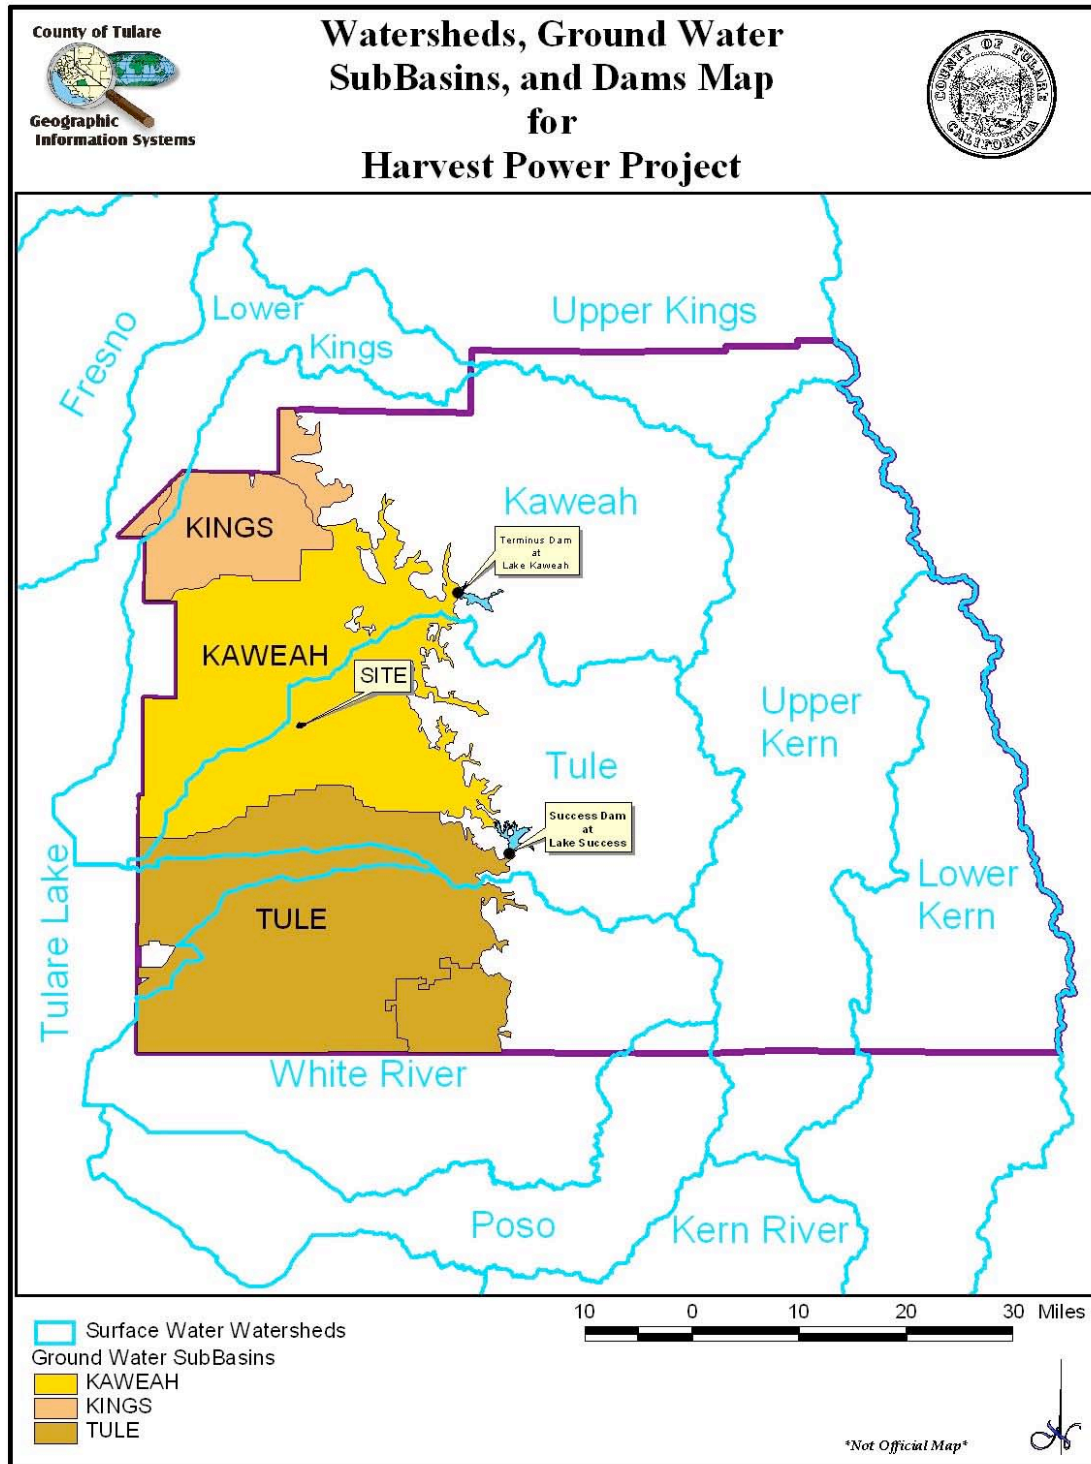 County of Tulare
Geographic
Information Systems
Watersheds, Ground Water
SubBasins, and Dams Map
for
Harvest Power Project
COUNTY OF TULARE
CALIFORNIA
Fresno
Lower
Kings
Upper Kings
KINGS
Kaweah
Terminus Dam
at
Lake Kaweah
KAWEAH
SITE
Upper
Kern
Tule
Success Dam
at
Lake Success
Tulare Lake
TULE
Lower
Kern
White River
Poso
Kern River
10 0 10 20 30 Miles
Surface Water Watersheds
Ground Water SubBasins
KAWEAH
KINGS
TULE
*Not Official Map*
N